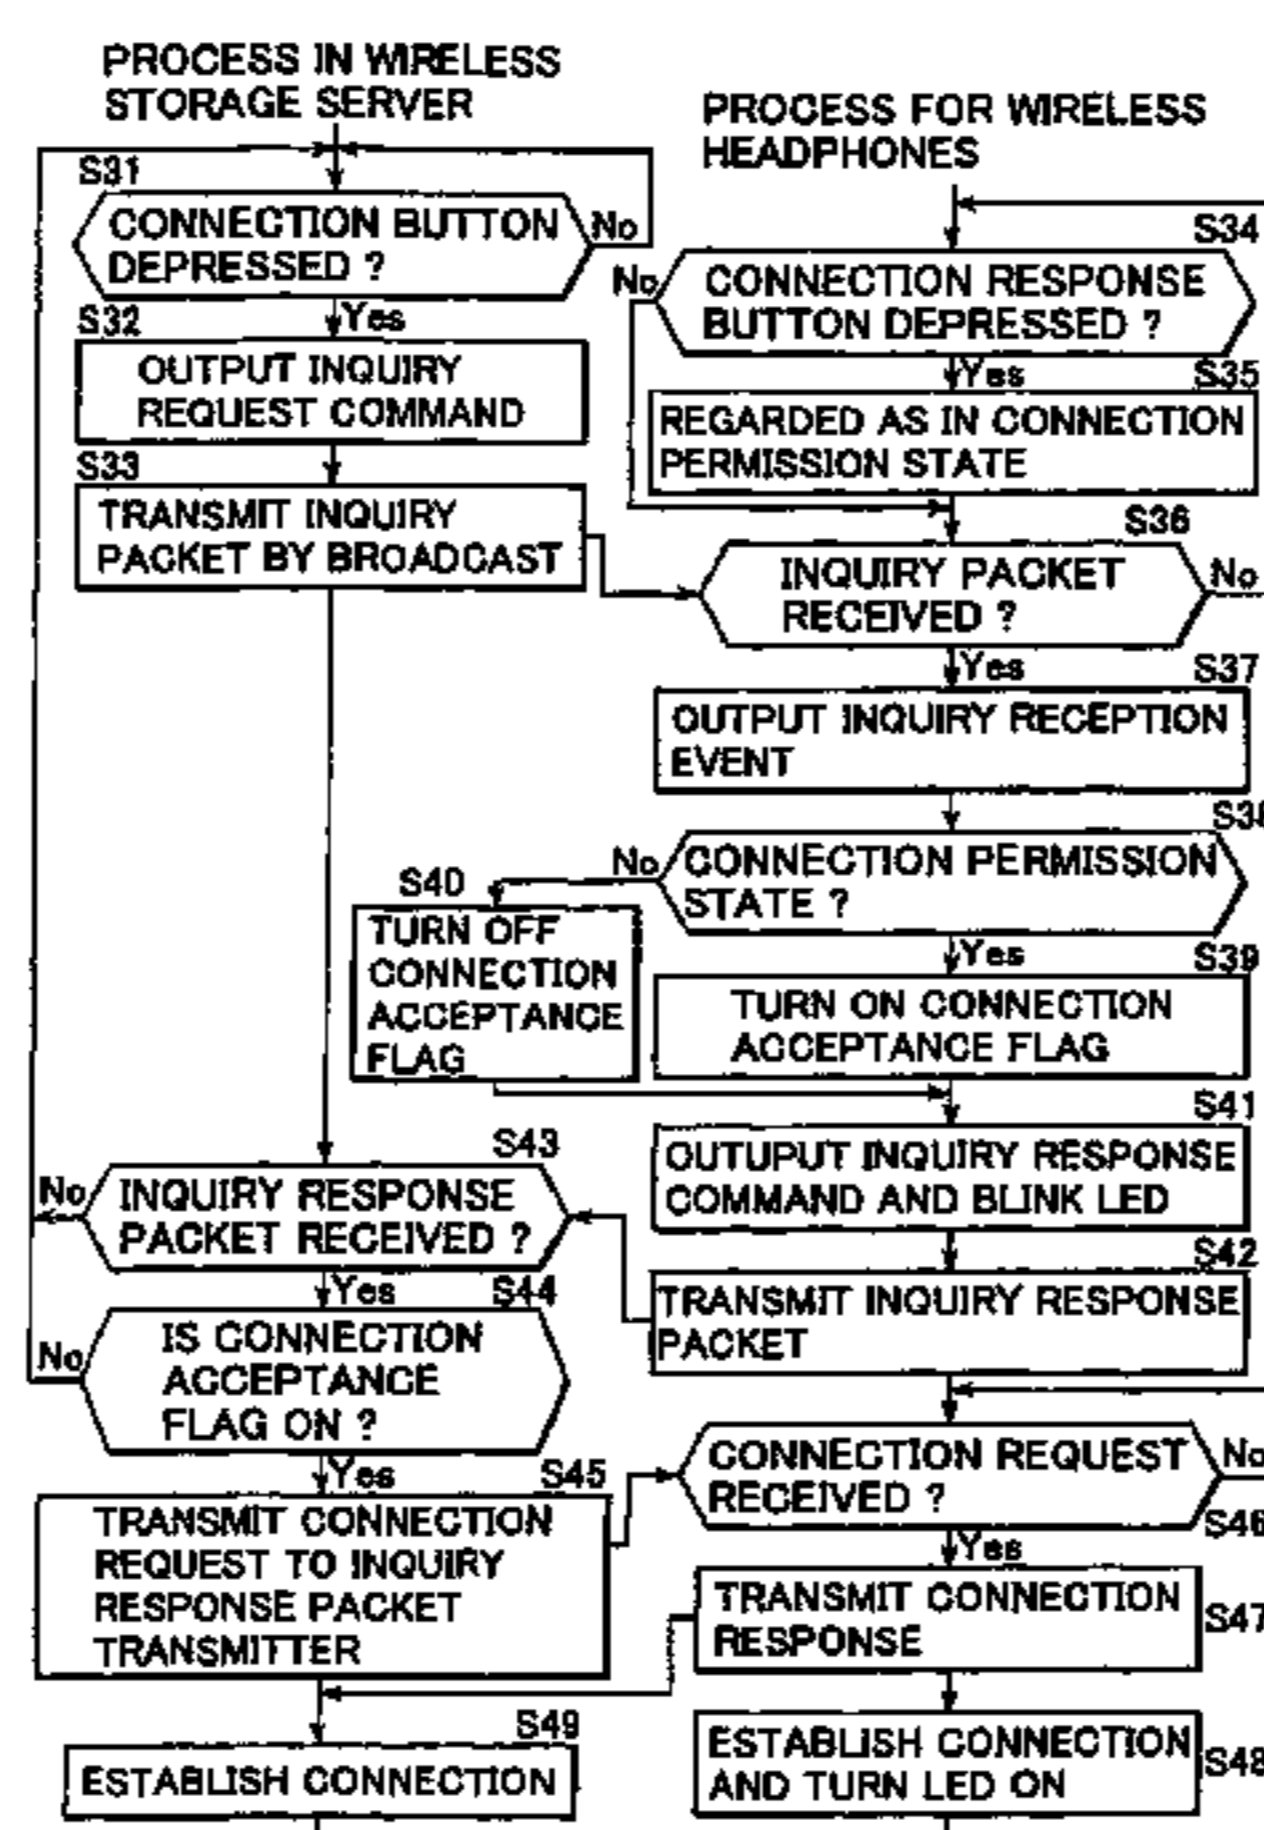 PROCESS IN WIRELESS
STORAGE SERVER
S31
CONNECTION BUTTON
DEPRESSED ?
No
Yes
S32
OUTPUT INQUIRY
REQUEST COMMAND
S33
TRANSMIT INQUIRY
PACKET BY BROADCAST
PROCESS FOR WIRELESS
HEADPHONES
S34
No
CONNECTION RESPONSE
BUTTON DEPRESSED ?
Yes
S35
REGARDED AS IN CONNECTION
PERMISSION STATE
S36
INQUIRY PACKET
RECEIVED ?
No
Yes
S37
OUTPUT INQUIRY RECEPTION
EVENT
S38
No
CONNECTION PERMISSION
STATE ?
S40
TURN OFF
CONNECTION
ACCEPTANCE
FLAG
Yes
S39
TURN ON CONNECTION
ACCEPTANCE FLAG
S41
OUTUPUT INQUIRY RESPONSE
COMMAND AND BLINK LED
S42
TRANSMIT INQUIRY RESPONSE
PACKET
S43
No
INQUIRY RESPONSE
PACKET RECEIVED ?
Yes
S44
No
IS CONNECTION
ACCEPTANCE
FLAG ON ?
Yes
S45
TRANSMIT CONNECTION
REQUEST TO INQUIRY
RESPONSE PACKET
TRANSMITTER
CONNECTION REQUEST
RECEIVED ?
No
S46
Yes
TRANSMIT CONNECTION
RESPONSE
S47
S49
ESTABLISH CONNECTION
ESTABLISH CONNECTION
AND TURN LED ON
S48